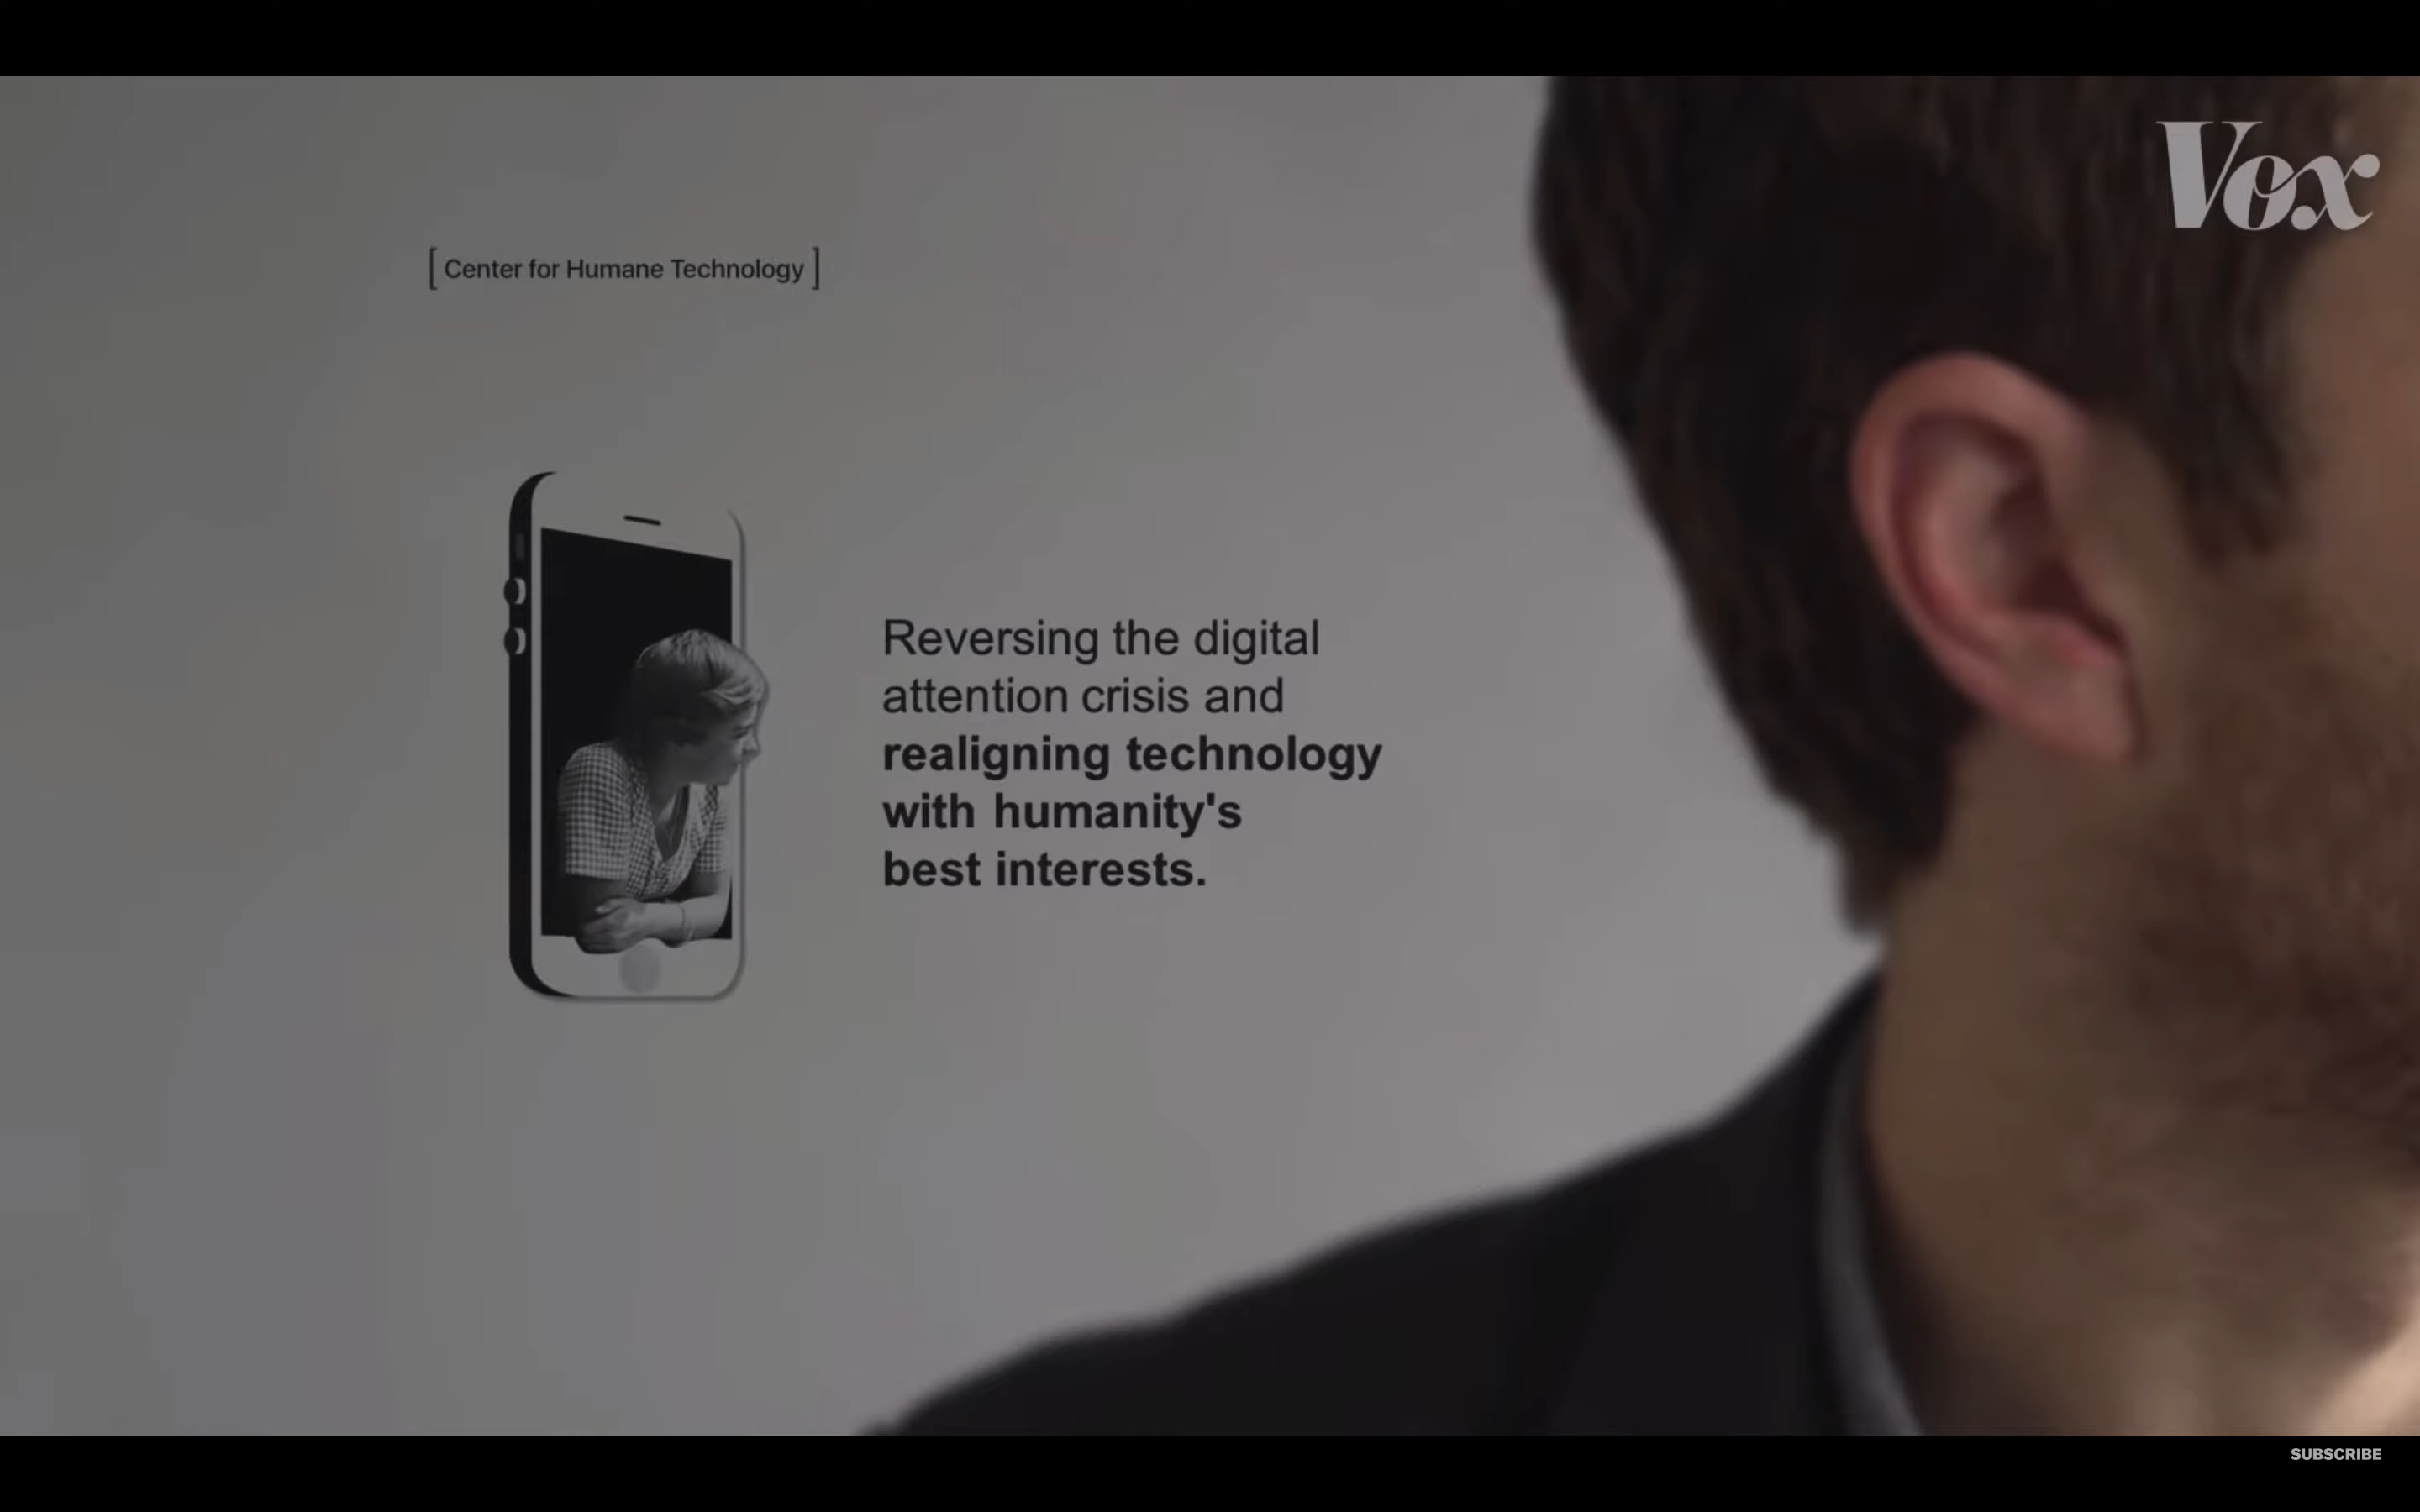 Vox
[ Center for Humane Technology ]
Reversing the digital
attention crisis and
realigning technology
with humanity's
best interests.
SUBSCRIBE